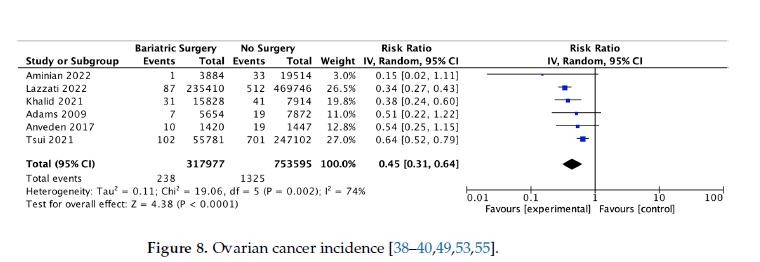 Bariatric Surgery No Surgery Risk Ratio Risk Ratio
Study or Subgroup Events Total Events Total Weight IV, Random, 95% CI IV, Random, 95% CI
Aminian 2022 1 3884 33 19514 3.0% 0.15 [0.02, 1.11]
Lazzati 2022 87 235410 512 469746 26.5% 0.34 [0.27, 0.43]
Khalid 2021 31 15828 41 7914 19.8% 0.38 [0.24, 0.60]
Adams 2009 7 5654 19 7872 11.0% 0.51 [0.22, 1.22]
Anveden 2017 10 1420 19 1447 12.8% 0.54 [0.25, 1.15]
Tsui 2021 102 55781 701 247102 26.9% 0.64 [0.52, 0.79]
Total (95% CI) 317977 753595 100.0% 0.45 [0.31, 0.64]
Total events 238 1325
Heterogeneity: Tau² = 0.11; Chi² = 19.06, df = 5 (P = 0.002); I² = 74%
Test for overall effect: Z = 4.38 (P < 0.0001)
0.01 0.1 1 10 100
Favours [experimental] Favours [control]
Figure 8. Ovarian cancer incidence [38–40,49,53,55].